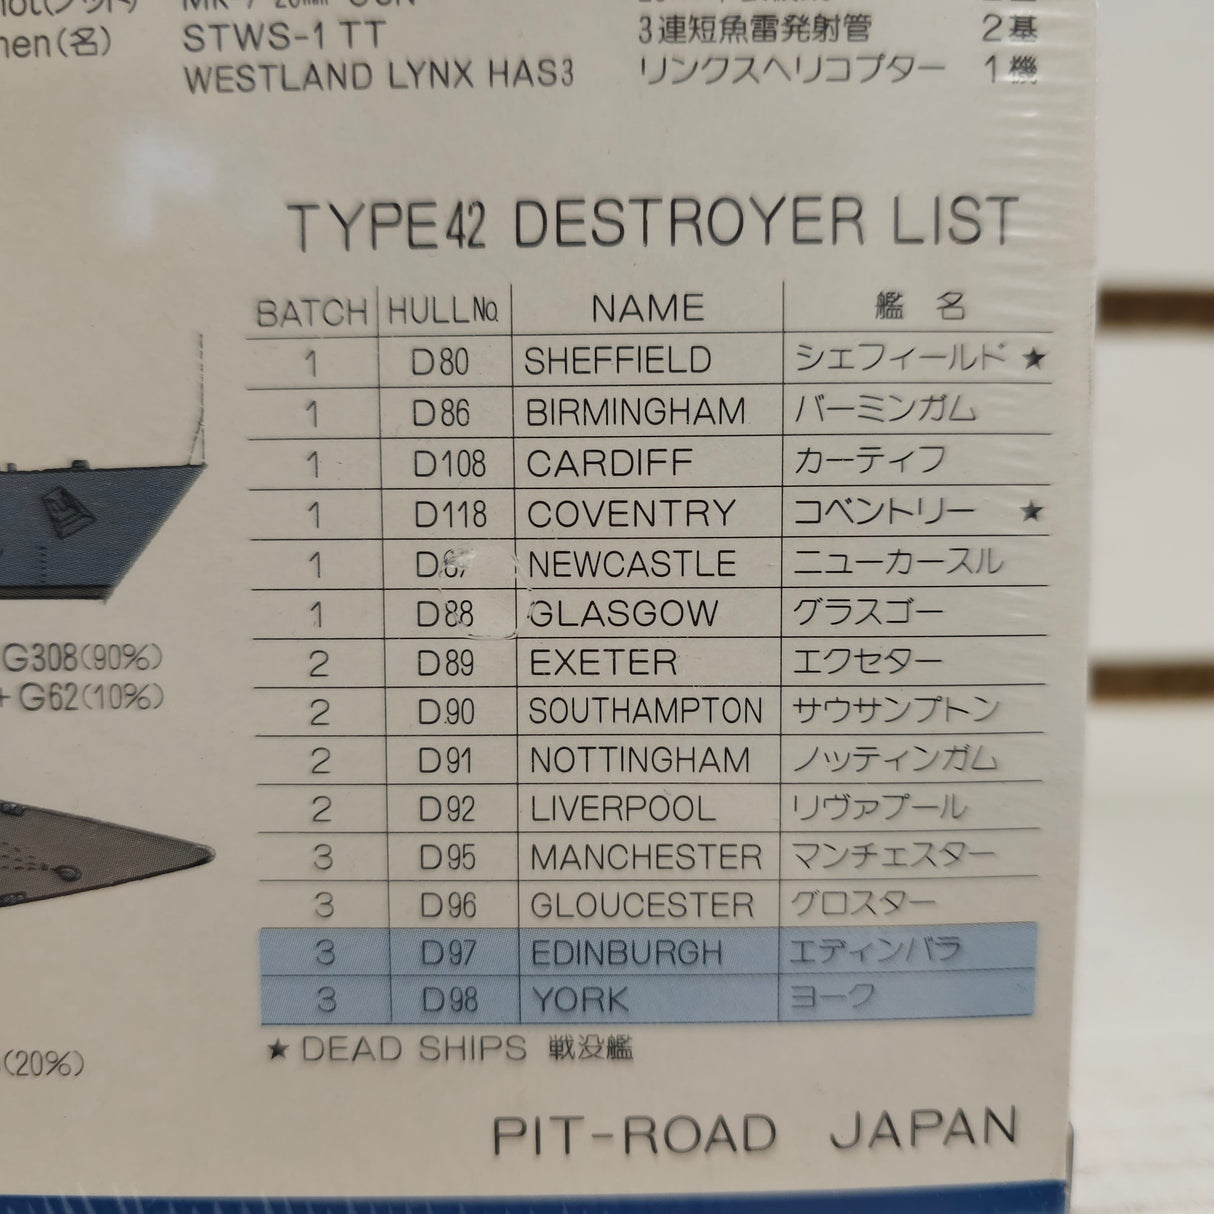 men(名)
STWS-1 TT 3連短魚雷発射管 2基
WESTLAND LYNX HAS3 リンクスヘリコプター 1機
TYPE42 DESTROYER LIST
BATCH HULL No. NAME 艦 名
1 D80 SHEFFIELD シェフィールド ★
1 D86 BIRMINGHAM バーミンガム
1 D108 CARDIFF カーディフ
1 D118 COVENTRY コベントリー ★
1 NEWCASTLE ニューカースル
1 D88 GLASGOW グラスゴー
2 D89 EXETER エクセター
2 D.90 SOUTHAMPTON サウサンプトン
2 D91 NOTTINGHAM ノッティンガム
2 D92 LIVERPOOL リヴァプール
3 D95 MANCHESTER マンチェスター
3 D96 GLOUCESTER グロスター
3 D97 EDINBURGH エディンバラ
3 D98 YORK ヨーク
★ DEAD SHIPS 戦没艦
G308(90%)
+ G62(10%)
(20%)
PIT-ROAD JAPAN